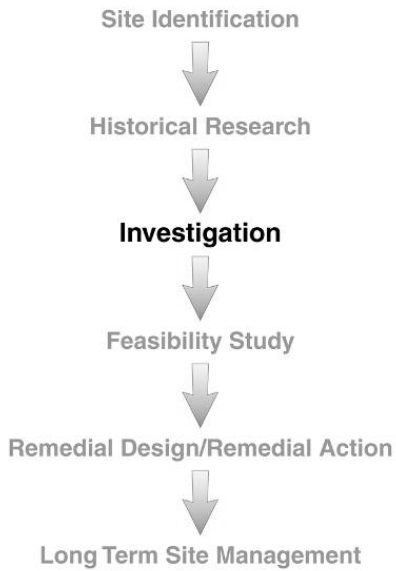 Site Identification
Historical Research
Investigation
Feasibility Study
Remedial Design/Remedial Action
Long Term Site Management